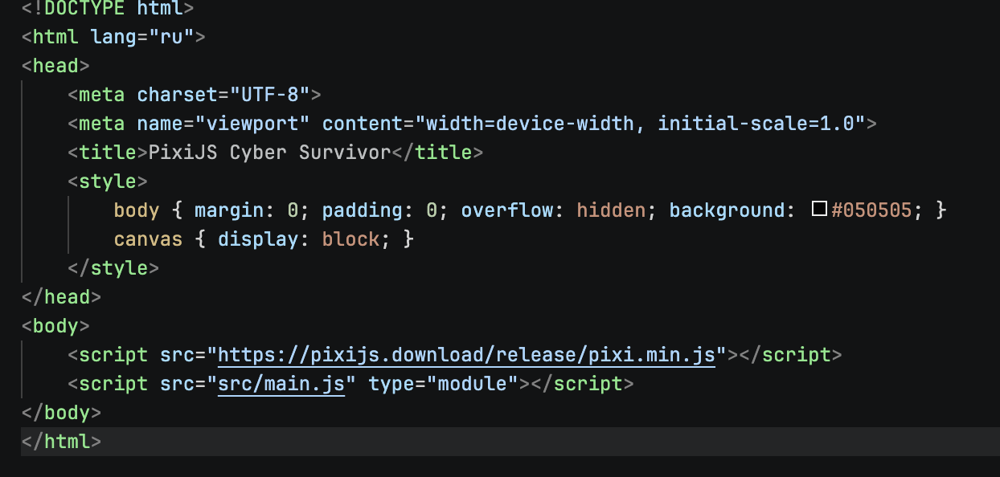 <!DOCTYPE html>
<html lang="ru">
<head>
    <meta charset="UTF-8">
    <meta name="viewport" content="width=device-width, initial-scale=1.0">
    <title>PixiJS Cyber Survivor</title>
    <style>
        body { margin: 0; padding: 0; overflow: hidden; background: #050505; }
        canvas { display: block; }
    </style>
</head>
<body>
    <script src="https://pixijs.download/release/pixi.min.js"></script>
    <script src="src/main.js" type="module"></script>
</body>
</html>